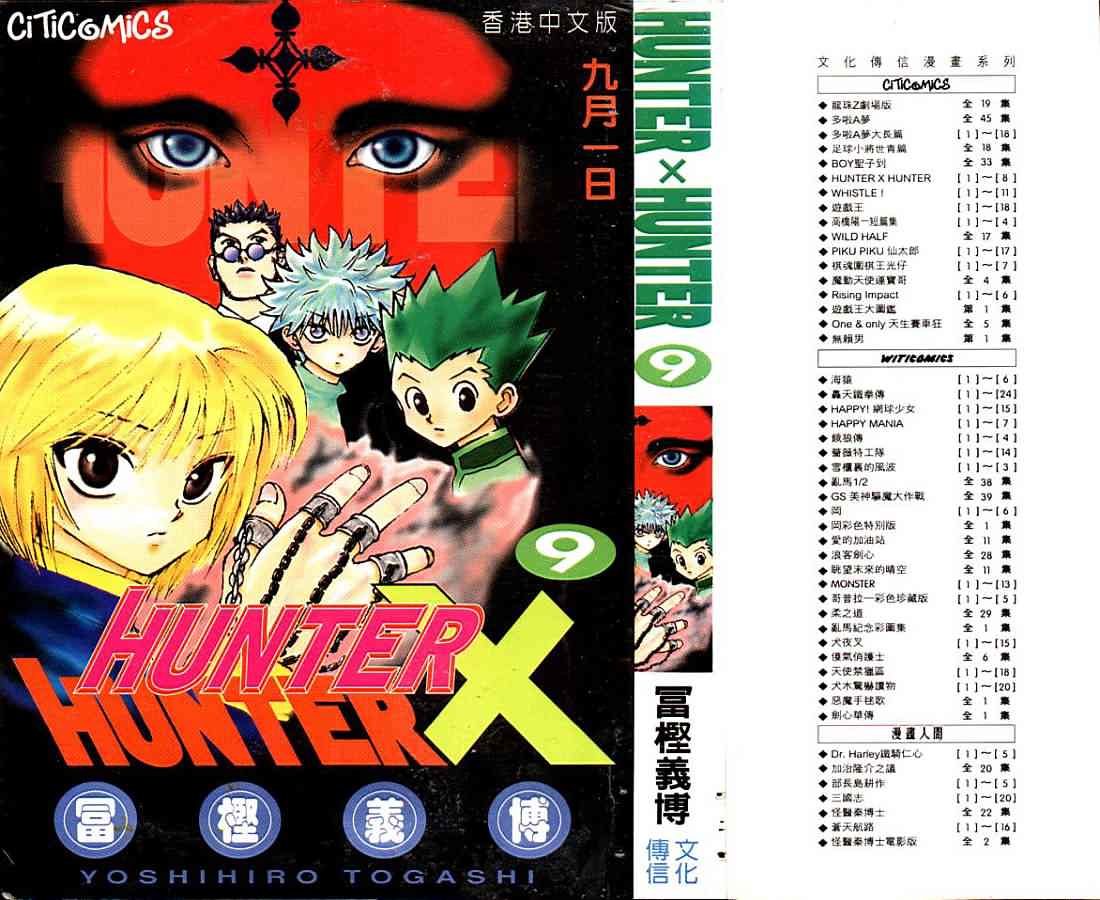 CiTiCOMiCS
香港中文版
九月一日
HUNTER
9
HUNTER X
HUNTER
冨樫義博
YOSHIHIRO TOGASHI
HUNTER × HUNTER
9
冨樫義博
文化
傳信
文化傳信漫畫系列
CiTiCOMiCS
◆ 龍珠Z劇場版 全 19 集
◆ 多啦A夢 全 45 集
◆ 多啦A夢大長篇 [ 1 ]～[18]
◆ 足球小將世青篇 全 18 集
◆ BOY聖子到 全 33 集
◆ HUNTER X HUNTER [ 1 ]～[ 8 ]
◆ WHISTLE ! [ 1 ]～[ 11 ]
◆ 遊戲王 [ 1 ]～[18]
◆ 高橋陽一短篇集 [ 1 ]～[ 4 ]
◆ WILD HALF 全 17 集
◆ PIKU PIKU 仙太郎 [ 1 ]～[17]
◆ 棋魂圍棋王光仔 [ 1 ]～[ 7 ]
◆ 魔動天使運寶哥 全 4 集
◆ Rising Impact [ 1 ]～[ 6 ]
◆ 遊戲王大圖鑑 第 1 集
◆ One & only 天生賽車狂 全 5 集
◆ 無賴男 第 1 集
WiTiCOMiCS
◆ 海猿 [ 1 ]～[ 6 ]
◆ 轟天鐵拳傳 [ 1 ]～[24]
◆ HAPPY! 網球少女 [ 1 ]～[15]
◆ HAPPY MANIA [ 1 ]～[ 7 ]
◆ 餓狼傳 [ 1 ]～[ 4 ]
◆ 薔薇特工隊 [ 1 ]～[14]
◆ 雪櫃裏的風波 [ 1 ]～[ 3 ]
◆ 亂馬1/2 全 38 集
◆ GS 美神驅魔大作戰 全 39 集
◆ 岡 [ 1 ]～[ 6 ]
◆ 岡彩色特別版 全 1 集
◆ 愛的加油站 全 11 集
◆ 浪客劍心 全 28 集
◆ 眺望未來的晴空 全 11 集
◆ MONSTER [ 1 ]～[13]
◆ 哥普拉—彩色珍藏版 [ 1 ]～[ 5 ]
◆ 柔之道 全 29 集
◆ 亂馬紀念彩圖集 全 1 集
◆ 犬夜叉 [ 1 ]～[15]
◆ 優氣俏護士 全 6 集
◆ 天使禁獵區 [ 1 ]～[18]
◆ 犬木驚嚇讀物 [ 1 ]～[20]
◆ 惡魔手毬歌 全 1 集
◆ 劍心華傳 全 1 集
漫畫人間
◆ Dr. Harley鐵騎仁心 [ 1 ]～[ 5 ]
◆ 加治隆介之議 全 20 集
◆ 部長島耕作 [ 1 ]～[ 5 ]
◆ 三國志 [ 1 ]～[20]
◆ 怪醫秦博士 全 22 集
◆ 蒼天航路 [ 1 ]～[16]
◆ 怪醫秦博士電影版 全 2 集